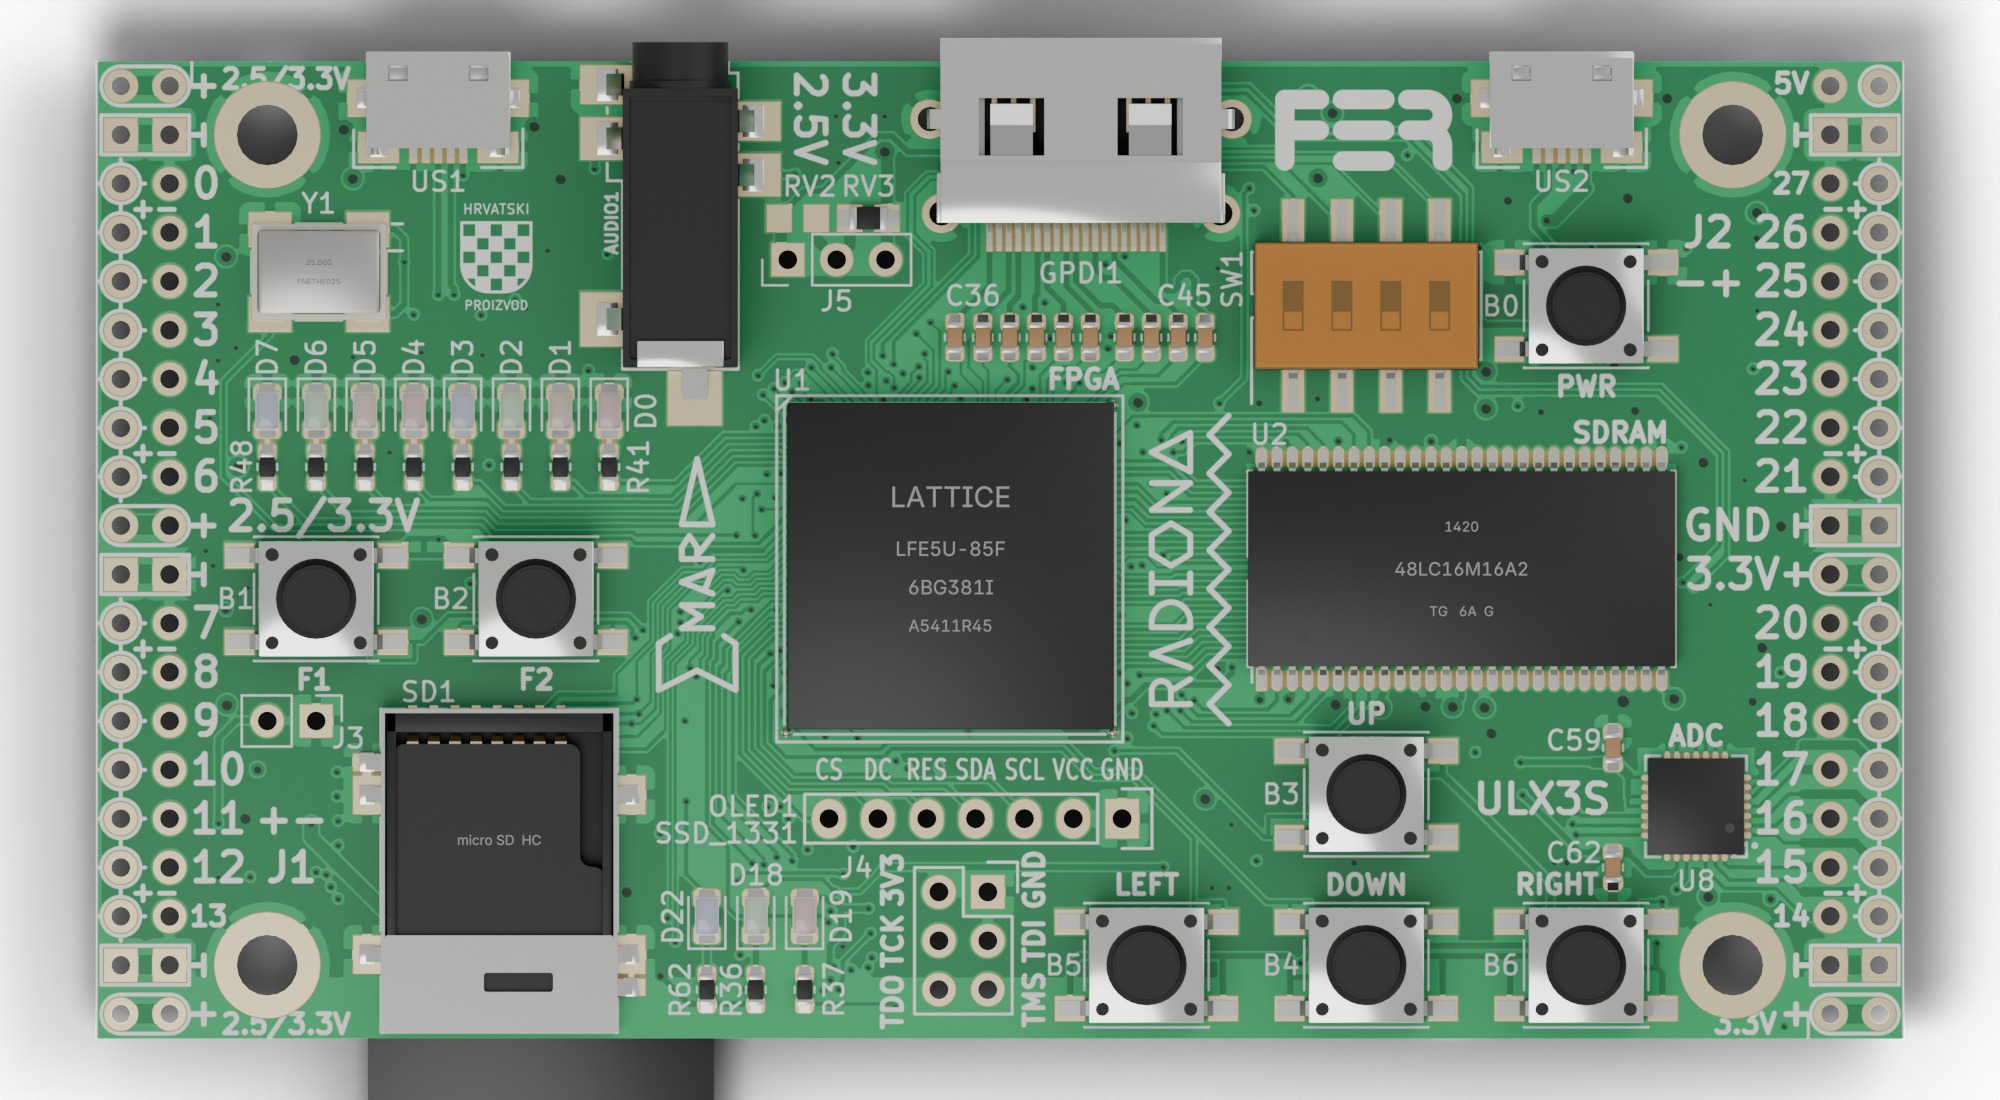 + 2.5/3.3V
US1
Y1
25.000
FNETHE025
HRVATSKI
PROIZVOD
AUDIO1
3.3V
2.5V
RV2 RV3
J5
GPDI1
C36
C45
FER
SW1
US2
5V
B0
PWR
J2
-+
0
1
2
3
4
5
6
+-
+
7
8
9
10
11 +-
12 J1
13
+ 2.5/3.3V
27
26
25
24
23
22
21
GND
3.3V+
20
19
18
17
16
15
14
3.3V+
D7 D6 D5 D4 D3 D2 D1 D0
R48
R41
2.5/3.3V
B1
F1
B2
F2
MAR
U1
FPGA
LATTICE
LFE5U-85F
6BG381I
A5411R45
RADIONA
U2
SDRAM
1420
48LC16M16A2
TG 6A G
J3
SD1
micro SD HC
CS DC RES SDA SCL VCC GND
OLED1
SSD_1331
D22
D18
D19
R62
R36
R37
J4
TDO TCK 3V3
TMS TDI GND
UP
B3
LEFT
B5
DOWN
B4
RIGHT
B6
ULX3S
C59
C62
ADC
U8